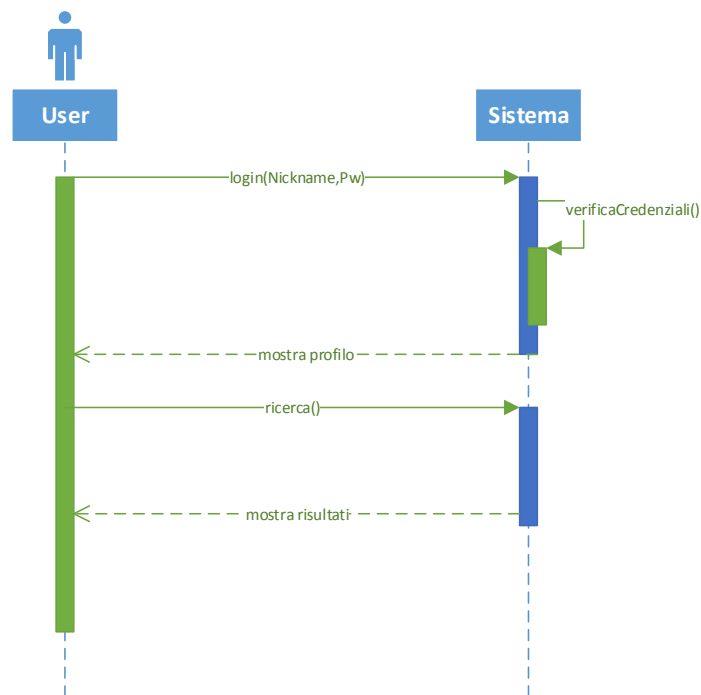 User
Sistema
login(Nickname,Pw)
verificaCredenziali()
mostra profilo
ricerca()
mostra risultati